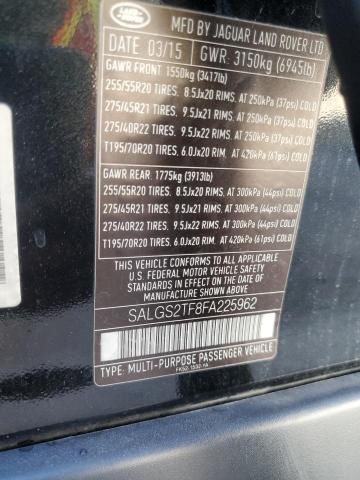 LAND ROVER
MFD BY JAGUAR LAND ROVER LTD
DATE 03/15 GWR: 3150kg (6945lb)
GAWR FRONT 1550kg (3417lb)
255/55R20 TIRES. 8.5Jx20 RIMS. AT 250kPa (37psi) COLD
275/45R21 TIRES. 9.5Jx21 RIMS. AT 250kPa (37psi) COLD
275/40R22 TIRES. 9.5Jx22 RIMS. AT 250kPa (37psi) COLD
T195/70R20 TIRES. 6.0Jx20 RIM. AT 420kPa (61psi) COLD
GAWR REAR. 1775kg (3913lb)
255/55R20 TIRES. 8.5Jx20 RIMS. AT 300kPa (44psi) COLD
275/45R21 TIRES. 9.5Jx21 RIMS. AT 300kPa (44psi) COLD
275/40R22 TIRES. 9.5Jx22 RIMS. AT 300kPa (44psi) COLD
T195/70R20 TIRES. 6.0Jx20 RIM. AT 420kPa (61psi) COLD
THIS VEHICLE CONFORMS TO ALL APPLICABLE
FEDERAL MOTOR VEHICLE SAFETY STANDARDS
IN EFFECT ON THE DATE OF MANUFACTURE
SHOWN ABOVE.
SALGS2TF8FA225962
TYPE: MULTI-PURPOSE PASSENGER VEHICLE